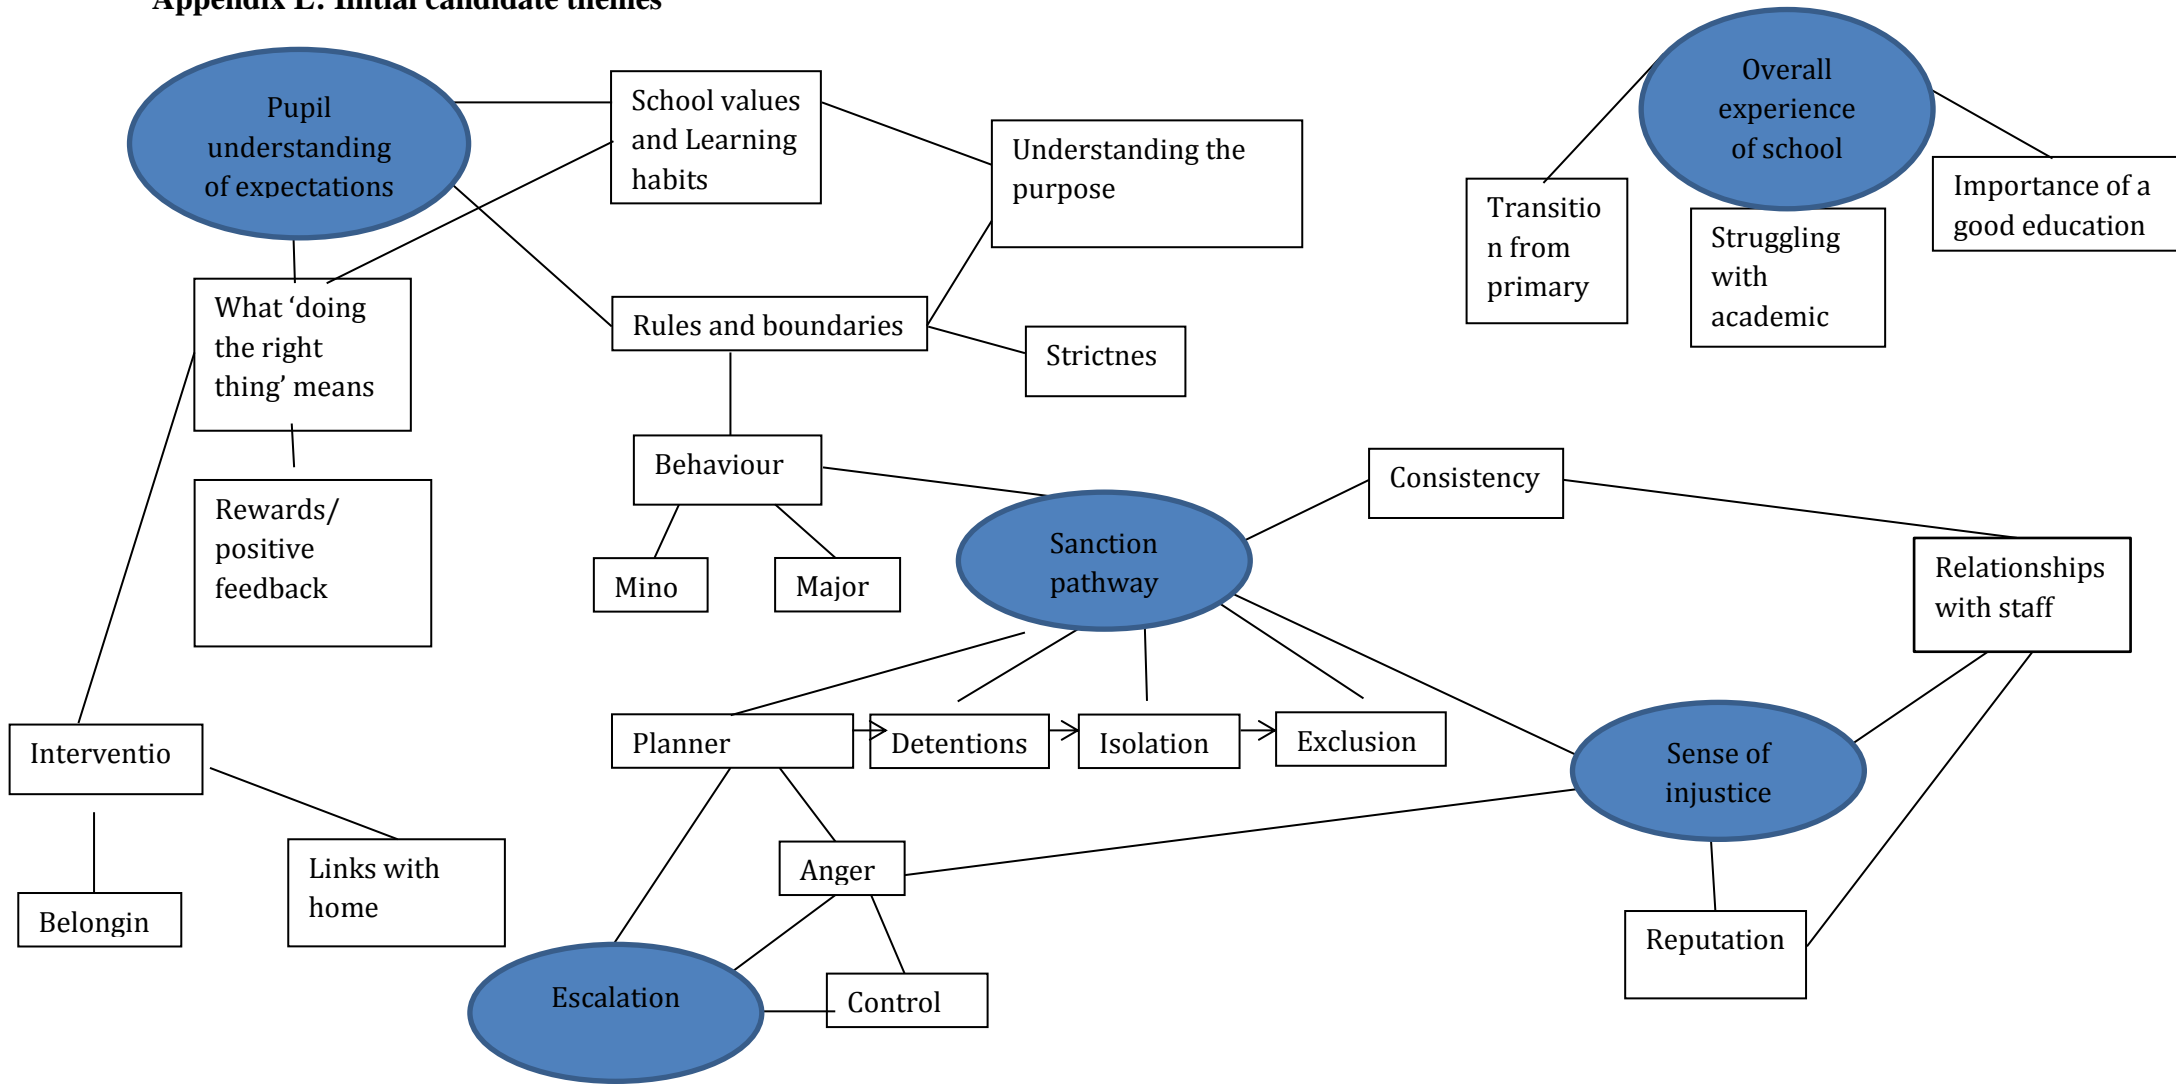 Appendix E: Initial candidate themes
Pupil
understanding
of expectations
School values
and Learning
habits
Understanding the
purpose
Overall
experience
of school
Transitio
n from
primary
Struggling
with
academic
Importance of a
good education
What ‘doing
the right
thing’ means
Rules and boundaries
Strictnes
Rewards/
positive
feedback
Behaviour
Mino
Major
Sanction
pathway
Consistency
Relationships
with staff
Interventio
Belongin
Links with
home
Planner
Detentions
Isolation
Exclusion
Sense of
injustice
Anger
Reputation
Escalation
Control